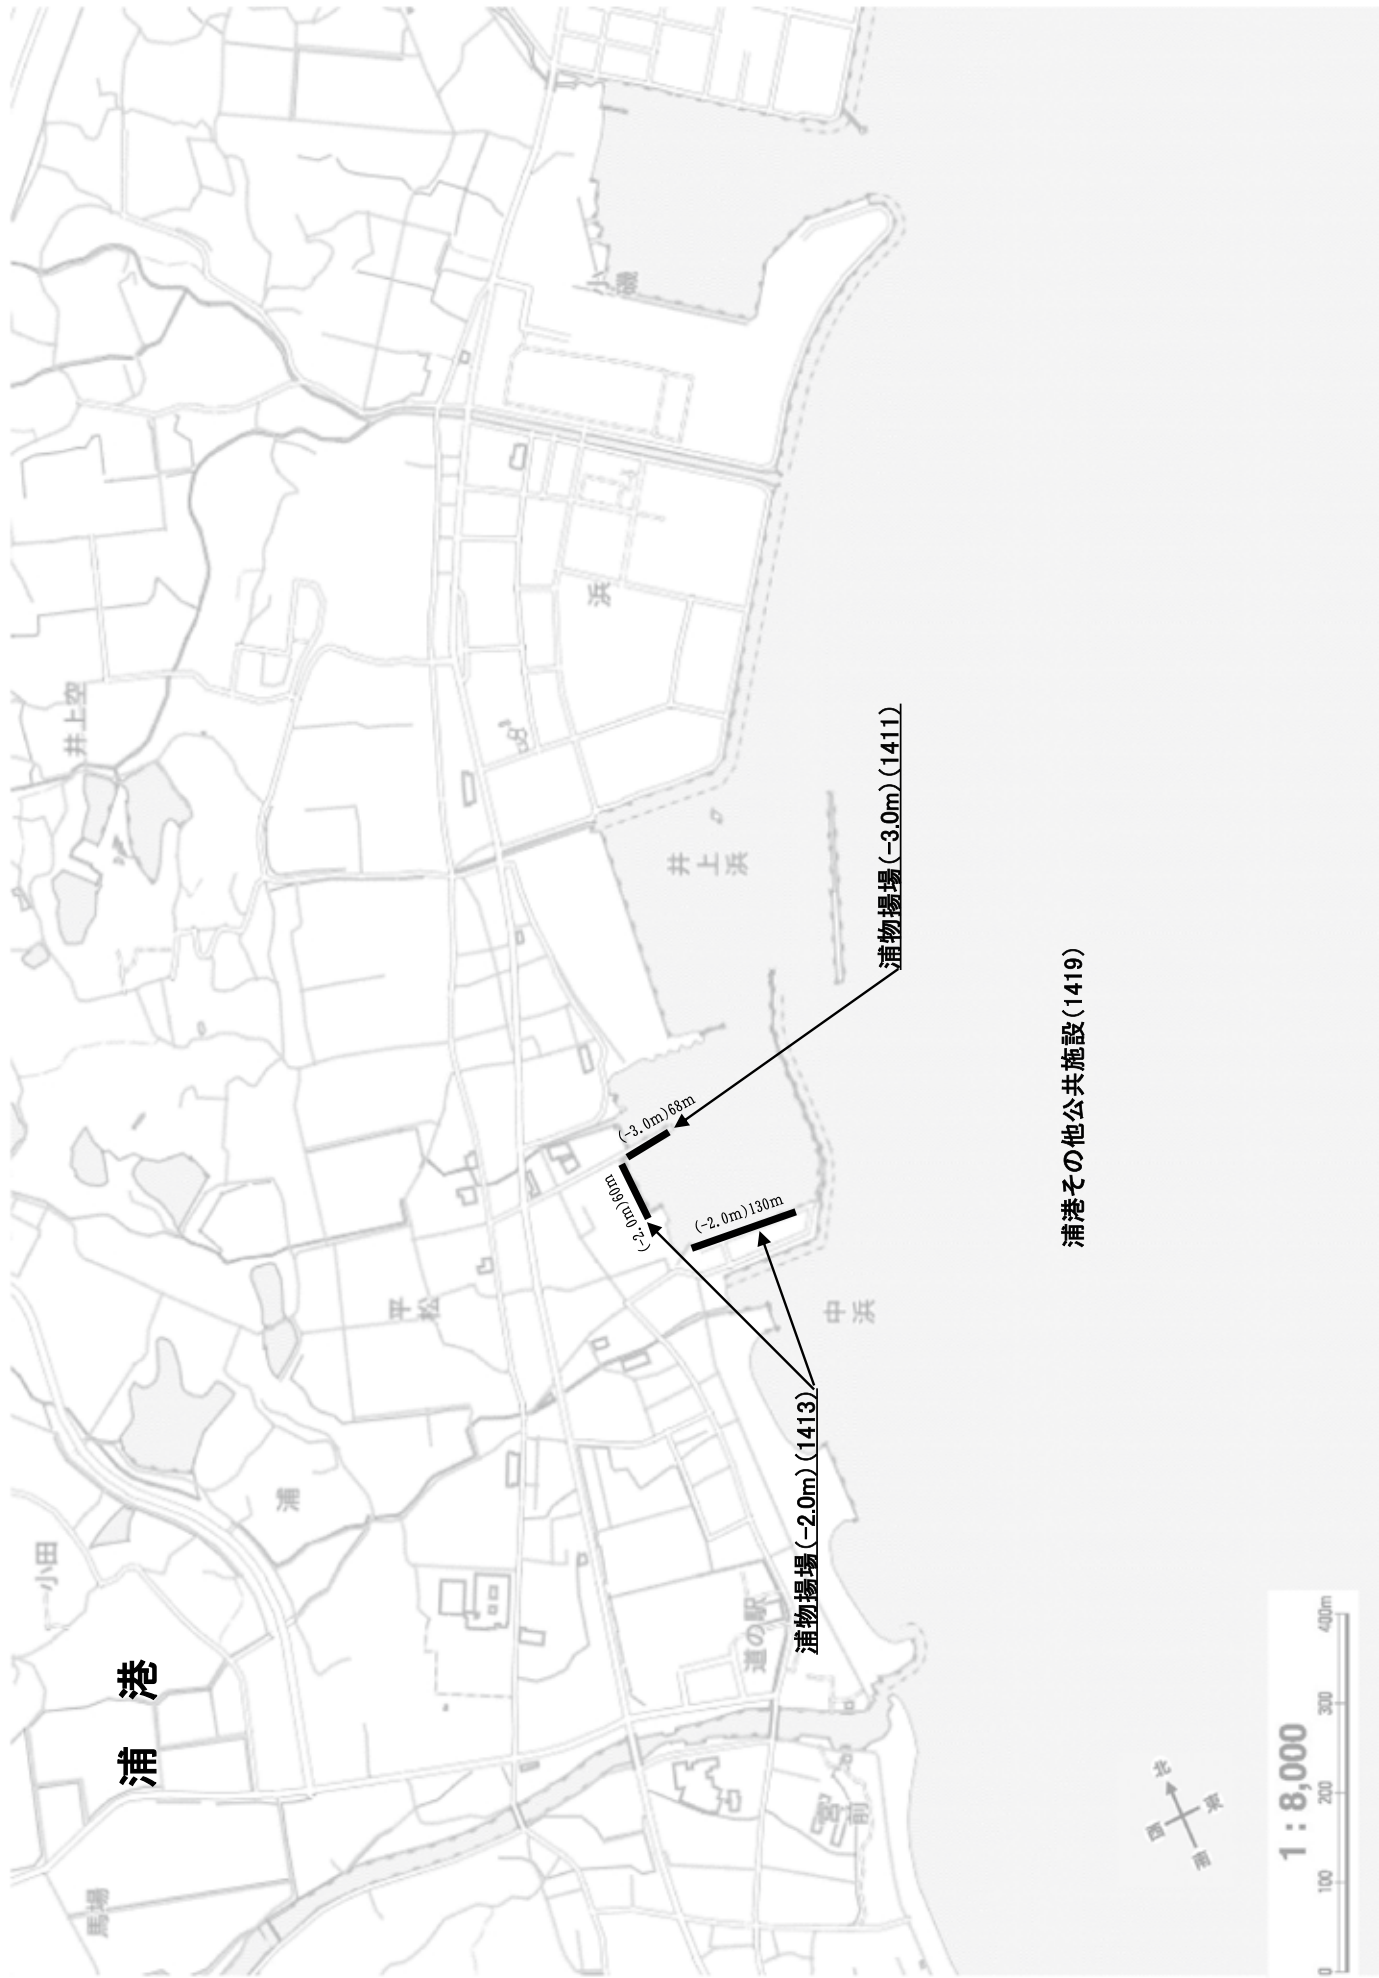 浦　港
馬場
小田
浦
井上空
平松
浜
小磯
井上浜
中浜
道の駅
宮前
(-3.0m)68m
(-2.0m)60m
(-2.0m)130m
浦物揚場(-3.0m)(1411)
浦物揚場(-2.0m)(1413)
浦港その他公共施設(1419)
北
西
東
南
1：8,000
0 100 200 300 400m